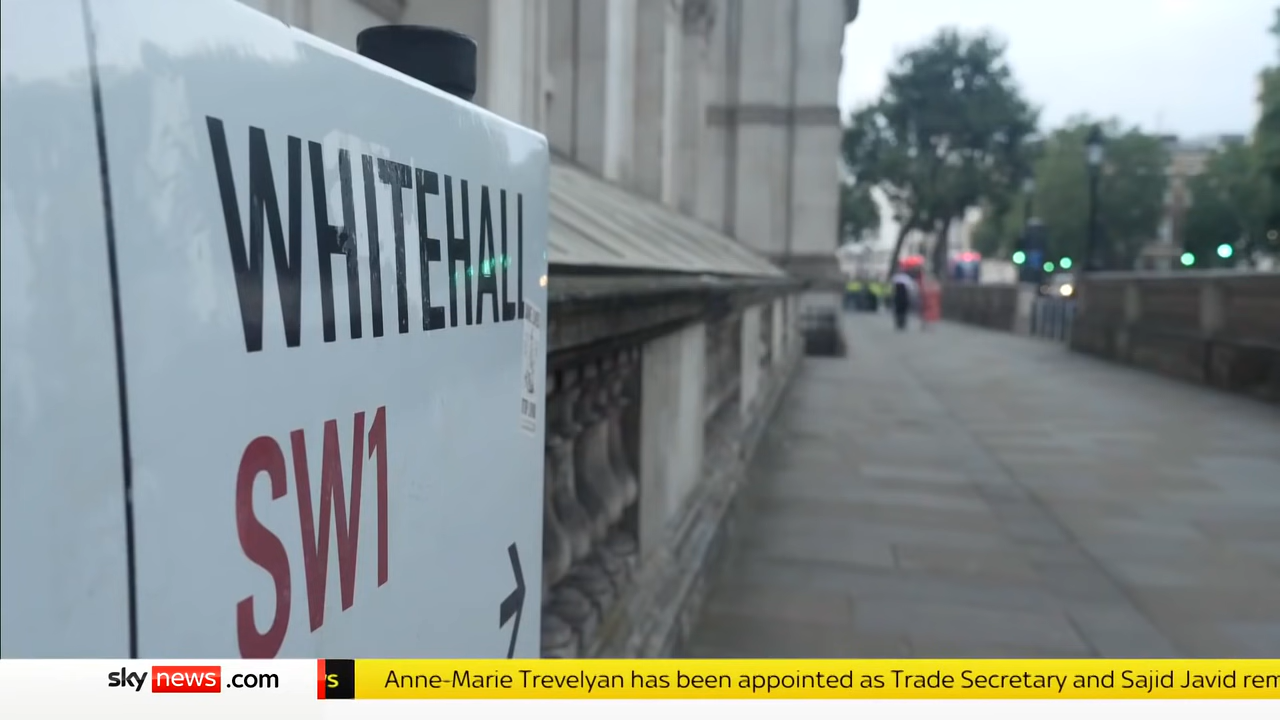 WHITEHALL
SW1
sky news .com
s
Anne-Marie Trevelyan has been appointed as Trade Secretary and Sajid Javid rem